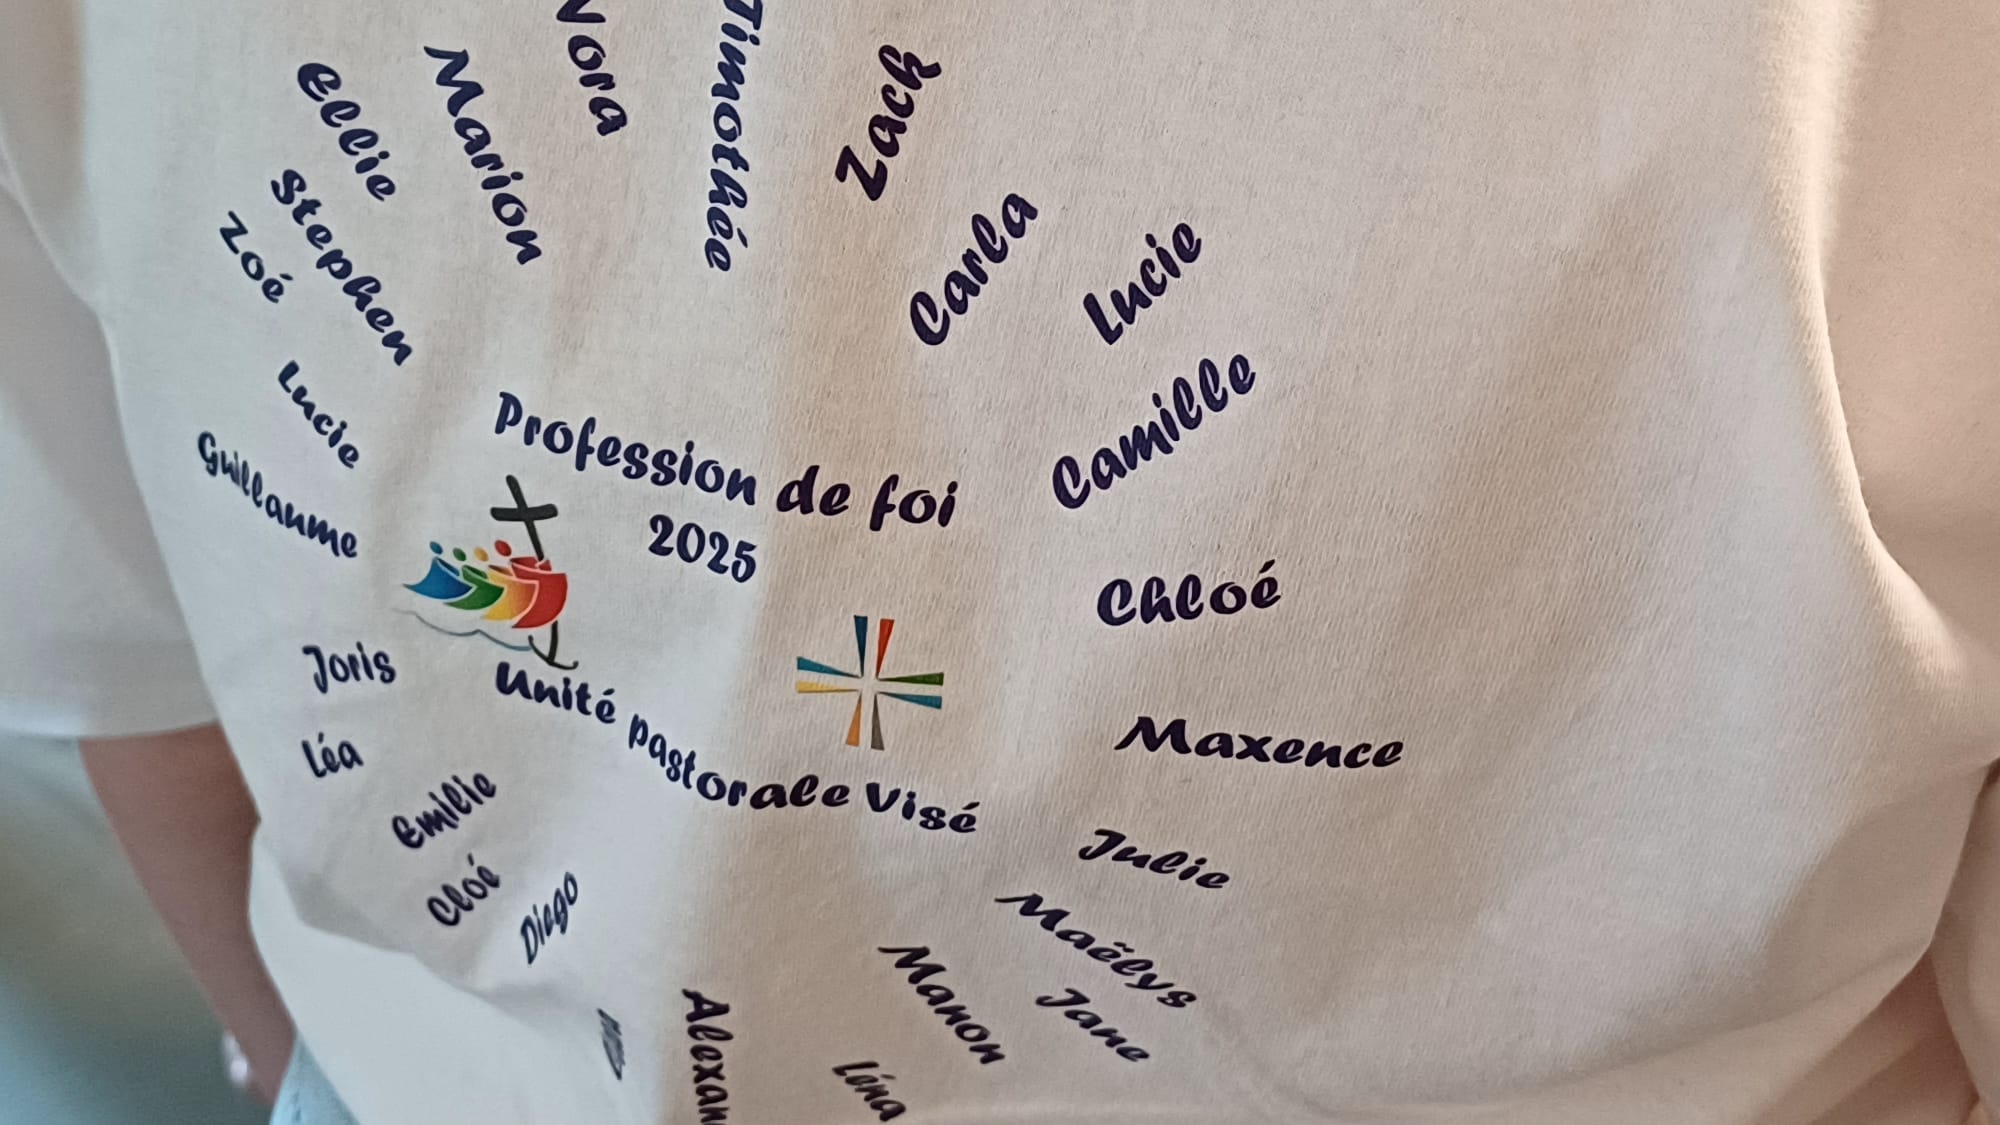 Nora
Timothée
Zack
Marion
Ellie
Stephen
Zoé
Carla
Lucie
Lucie
Camille
Guillaume
Profession de foi
2025
Chloé
Joris
Unité pastorale Visé
Maxence
Léa
Emilie
Julie
Cloé
Diego
Maëlys
Manon
Jane
Léna